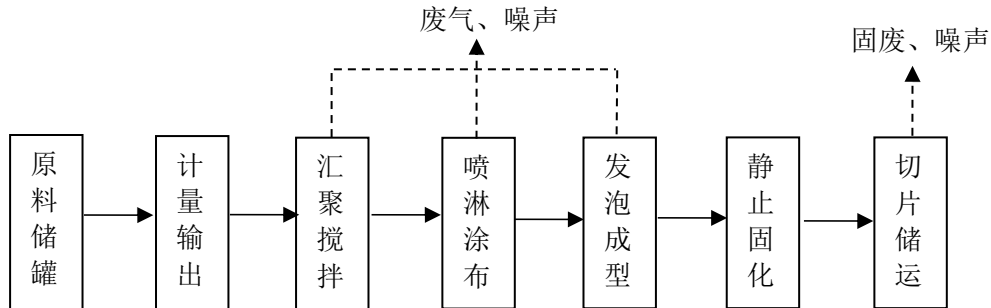 废气、噪声
固废、噪声
原料储罐
计量输出
汇聚搅拌
喷淋涂布
发泡成型
静止固化
切片储运